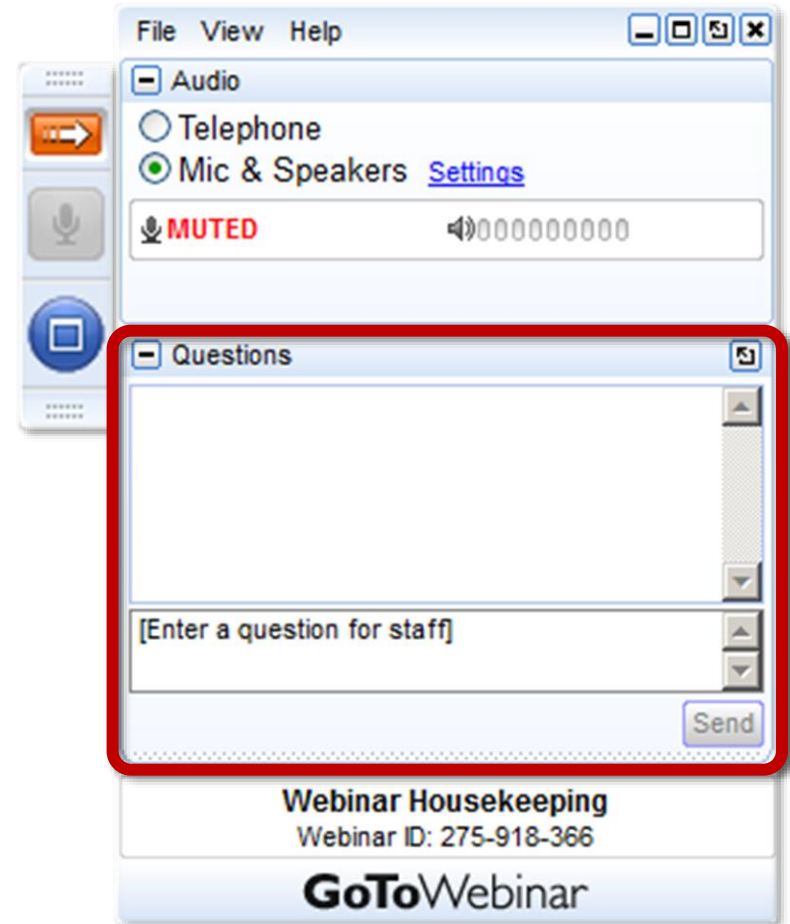 File View Help
Audio
Telephone
Mic & Speakers Settings
MUTED 000000000
Questions
[Enter a question for staff]
Send
Webinar Housekeeping
Webinar ID: 275-918-366
GoToWebinar